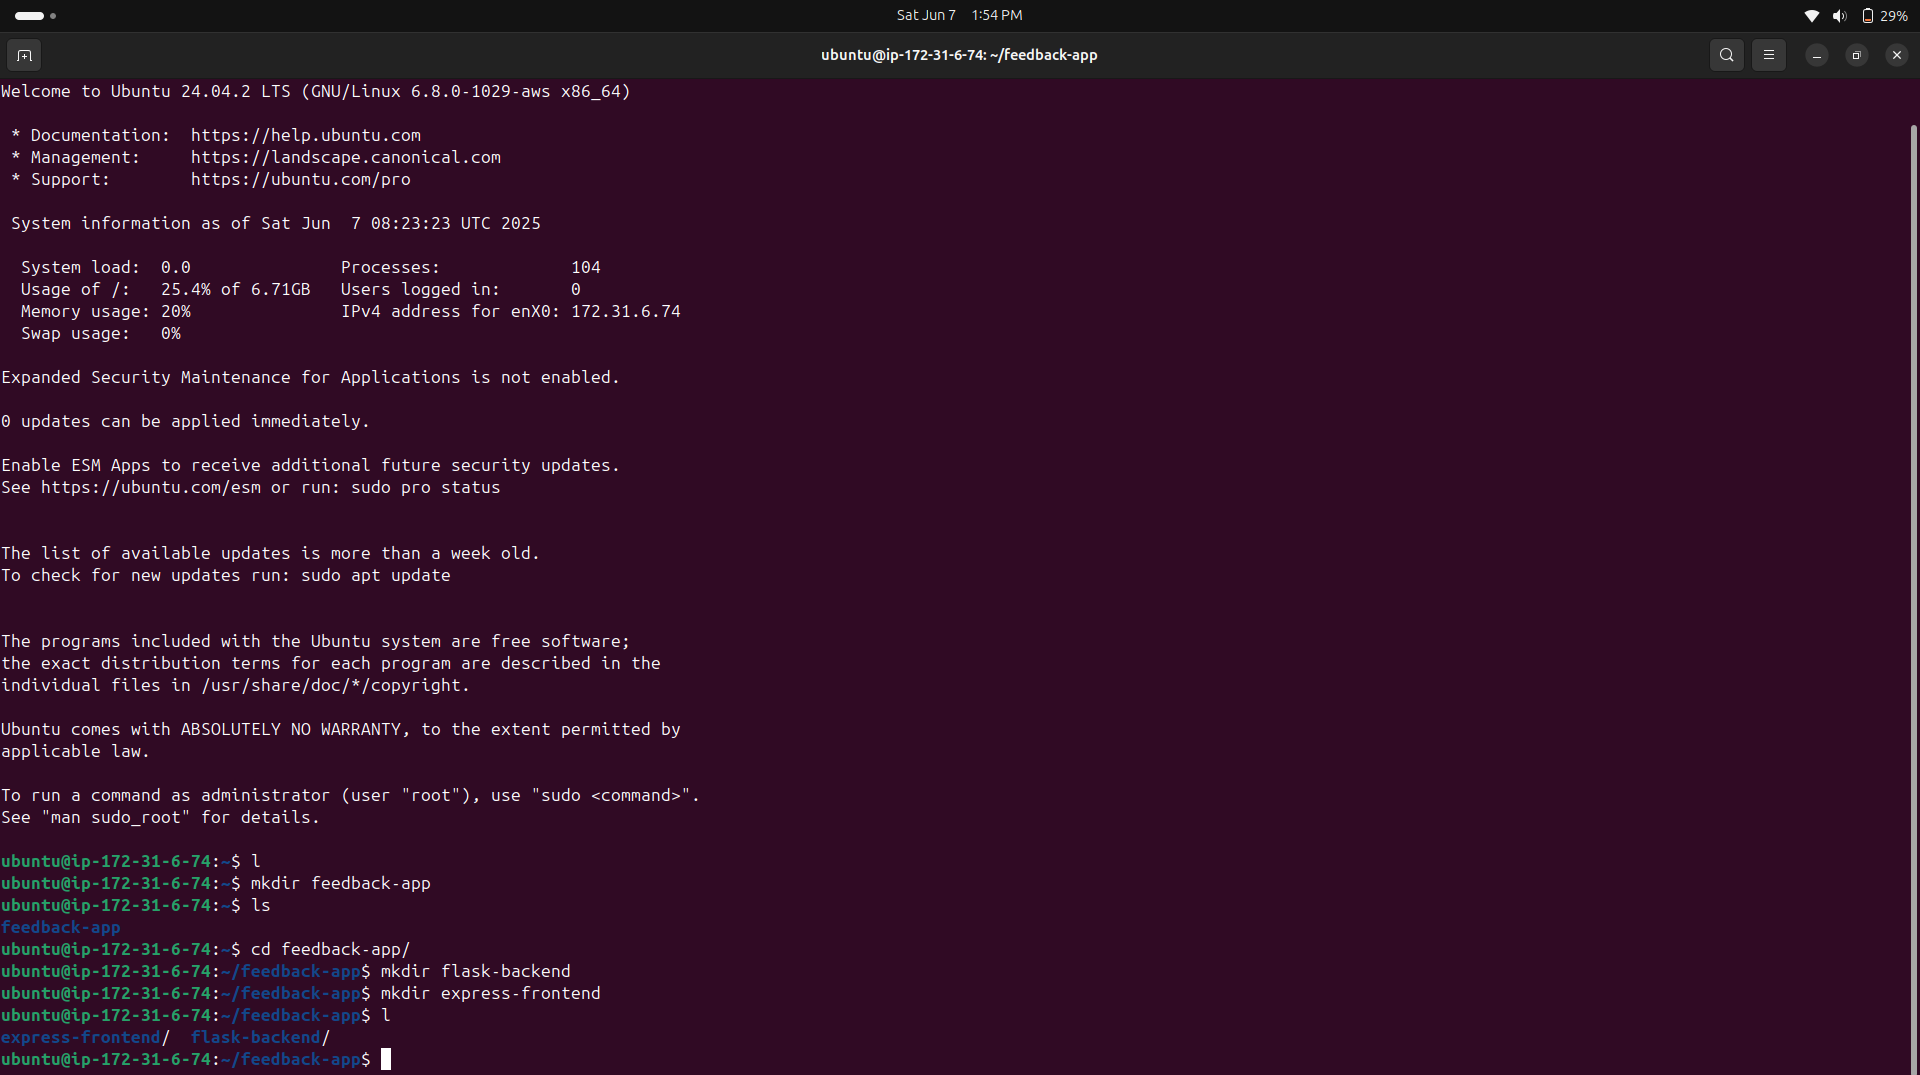 Sat Jun 7 1:54 PM
29%
ubuntu@ip-172-31-6-74: ~/feedback-app
Welcome to Ubuntu 24.04.2 LTS (GNU/Linux 6.8.0-1029-aws x86_64)
* Documentation: https://help.ubuntu.com
* Management: https://landscape.canonical.com
* Support: https://ubuntu.com/pro
System information as of Sat Jun 7 08:23:23 UTC 2025
System load: 0.0 Processes: 104
Usage of /: 25.4% of 6.71GB Users logged in: 0
Memory usage: 20% IPv4 address for enX0: 172.31.6.74
Swap usage: 0%
Expanded Security Maintenance for Applications is not enabled.
0 updates can be applied immediately.
Enable ESM Apps to receive additional future security updates.
See https://ubuntu.com/esm or run: sudo pro status
The list of available updates is more than a week old.
To check for new updates run: sudo apt update
The programs included with the Ubuntu system are free software;
the exact distribution terms for each program are described in the
individual files in /usr/share/doc/*/copyright.
Ubuntu comes with ABSOLUTELY NO WARRANTY, to the extent permitted by
applicable law.
To run a command as administrator (user "root"), use "sudo <command>".
See "man sudo_root" for details.
ubuntu@ip-172-31-6-74:~$ l
ubuntu@ip-172-31-6-74:~$ mkdir feedback-app
ubuntu@ip-172-31-6-74:~$ ls
feedback-app
ubuntu@ip-172-31-6-74:~$ cd feedback-app/
ubuntu@ip-172-31-6-74:~/feedback-app$ mkdir flask-backend
ubuntu@ip-172-31-6-74:~/feedback-app$ mkdir express-frontend
ubuntu@ip-172-31-6-74:~/feedback-app$ l
express-frontend/ flask-backend/
ubuntu@ip-172-31-6-74:~/feedback-app$